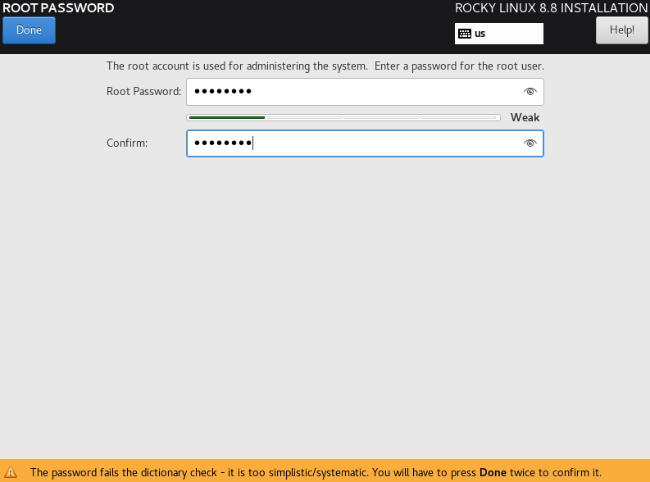 ROOT PASSWORD
ROCKY LINUX 8.8 INSTALLATION
Done
us
Help!
The root account is used for administering the system.  Enter a password for the root user.
Root Password: ••••••••
Weak
Confirm: ••••••••
The password fails the dictionary check - it is too simplistic/systematic. You will have to press Done twice to confirm it.